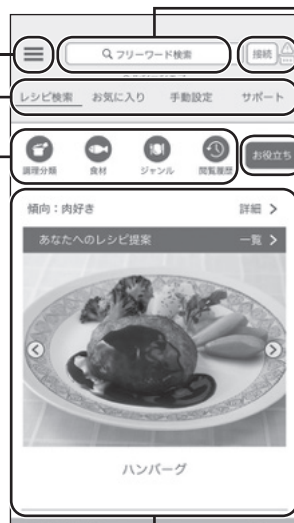 フリーワード検索
接続
レシピ検索 お気に入り 手動設定 サポート
調理分類 食材 ジャンル 閲覧履歴
お役立ち
傾向：肉好き 詳細
あなたへのレシピ提案 一覧
ハンバーグ